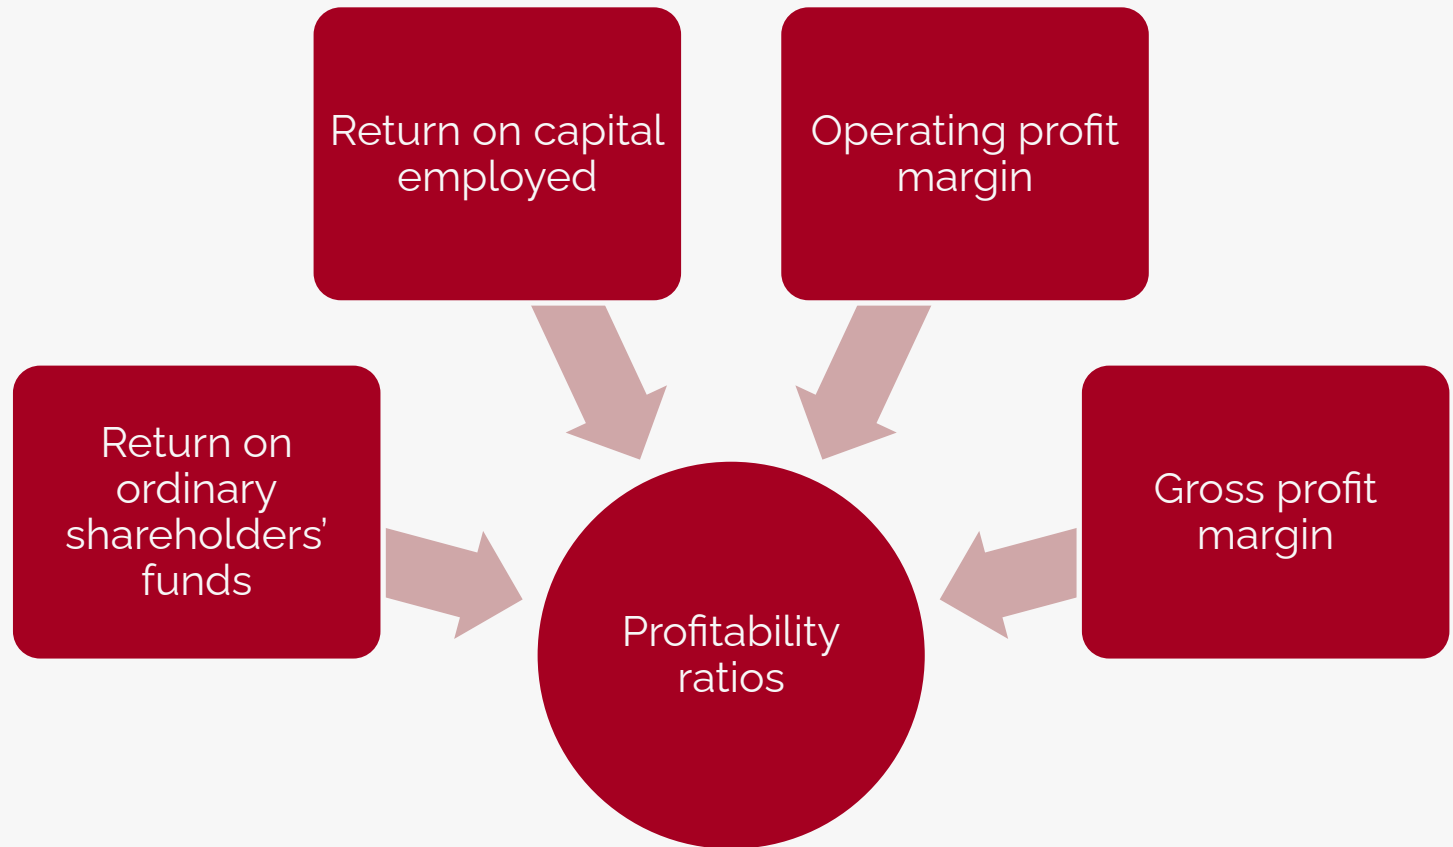 Return on capital
employed
Operating profit
margin
Return on
ordinary
shareholders’
funds
Gross profit
margin
Profitability
ratios